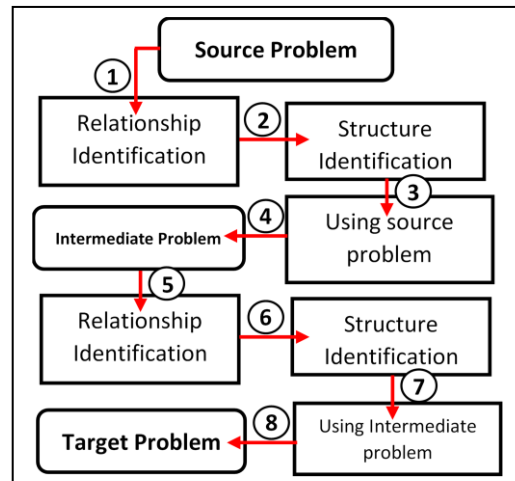 Source Problem
1
Relationship
Identification
2
Structure
Identification
3
Using source
problem
4
Intermediate Problem
5
Relationship
Identification
6
Structure
Identification
7
Using Intermediate
problem
8
Target Problem